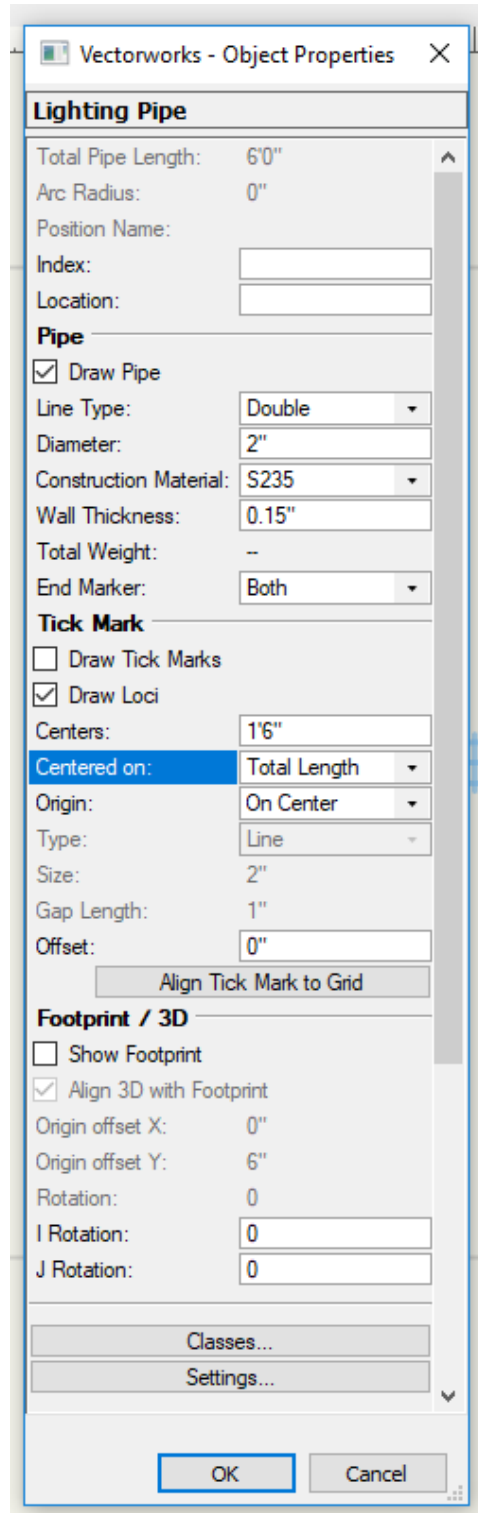 Vectorworks - Object Properties
Lighting Pipe
Total Pipe Length: 6'0"
Arc Radius: 0"
Position Name:
Index:
Location:
Pipe
Draw Pipe
Line Type: Double
Diameter: 2"
Construction Material: S235
Wall Thickness: 0.15"
Total Weight: --
End Marker: Both
Tick Mark
Draw Tick Marks
Draw Loci
Centers: 1'6"
Centered on: Total Length
Origin: On Center
Type: Line
Size: 2"
Gap Length: 1"
Offset: 0"
Align Tick Mark to Grid
Footprint / 3D
Show Footprint
Align 3D with Footprint
Origin offset X: 0"
Origin offset Y: 6"
Rotation: 0
I Rotation: 0
J Rotation: 0
Classes...
Settings...
OK Cancel